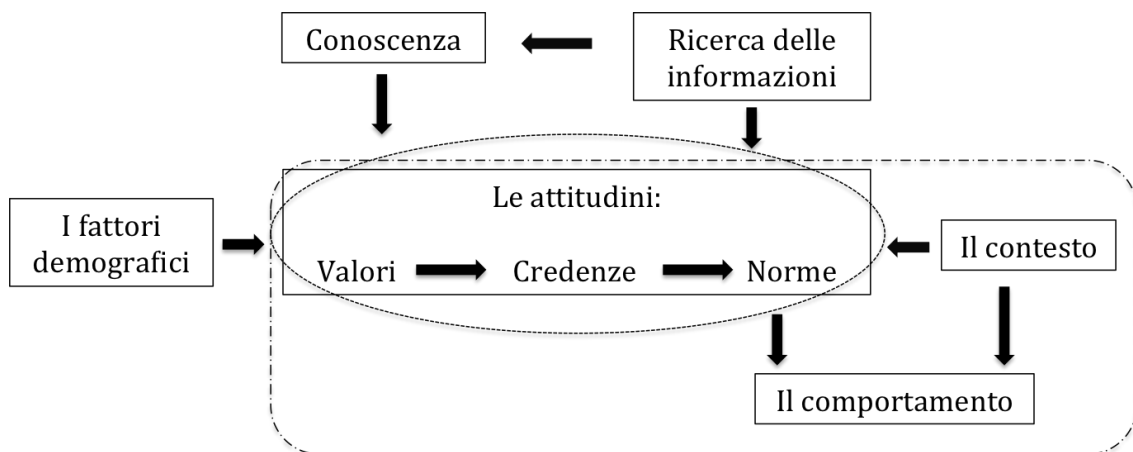 Conoscenza
Ricerca delle
informazioni
Le attitudini:
I fattori
demografici
Valori
Credenze
Norme
Il contesto
Il comportamento